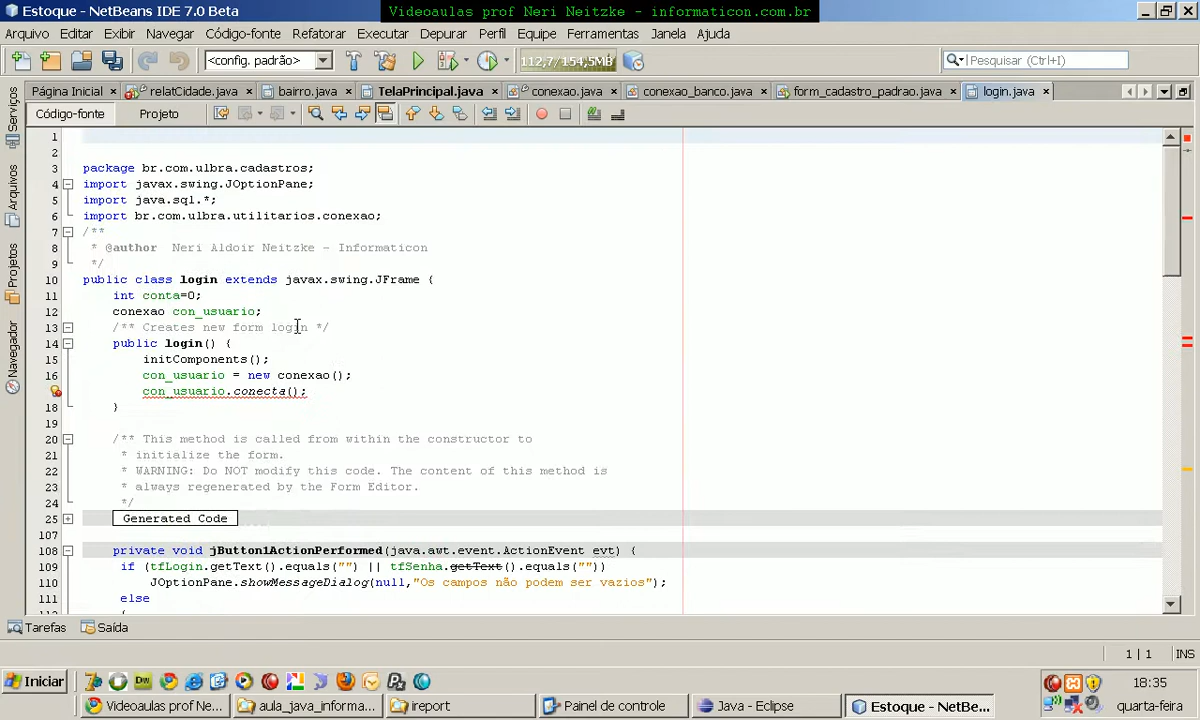 Estoque - NetBeans IDE 7.0 Beta
Videoaulas prof Neri Neitzke - informaticon.com.br
Arquivo Editar Exibir Navegar Código-fonte Refatorar Executar Depurar Perfil Equipe Ferramentas Janela Ajuda
<config. padrão> 112,7/154,5MB Pesquisar (Ctrl+I)
Página Inicial relatCidade.java bairro.java TelaPrincipal.java conexao.java conexao_banco.java form_cadastro_padrao.java login.java
Código-fonte Projeto
Serviços
Arquivos
Projetos
Navegador
1
2
3 package br.com.ulbra.cadastros;
4 import javax.swing.JOptionPane;
5 import java.sql.*;
6 import br.com.ulbra.utilitarios.conexao;
7 /**
8 * @author Neri Aldoir Neitzke - Informaticon
9 */
10 public class login extends javax.swing.JFrame {
11 int conta=0;
12 conexao con_usuario;
13 /** Creates new form login */
14 public login() {
15 initComponents();
16 con_usuario = new conexao();
con_usuario.conecta();
18 }
19
20 /** This method is called from within the constructor to
21 * initialize the form.
22 * WARNING: Do NOT modify this code. The content of this method is
23 * always regenerated by the Form Editor.
24 */
25 Generated Code
107
108 private void jButton1ActionPerformed(java.awt.event.ActionEvent evt) {
109 if (tfLogin.getText().equals("") || tfSenha.getText().equals(""))
110 JOptionPane.showMessageDialog(null,"Os campos não podem ser vazios");
111 else
{
Tarefas Saída
1 | 1 INS
Iniciar 18:35
Videoaulas prof Ne... aula_java_inform... ireport Painel de controle Java - Eclipse Estoque - NetBe... quarta-feira